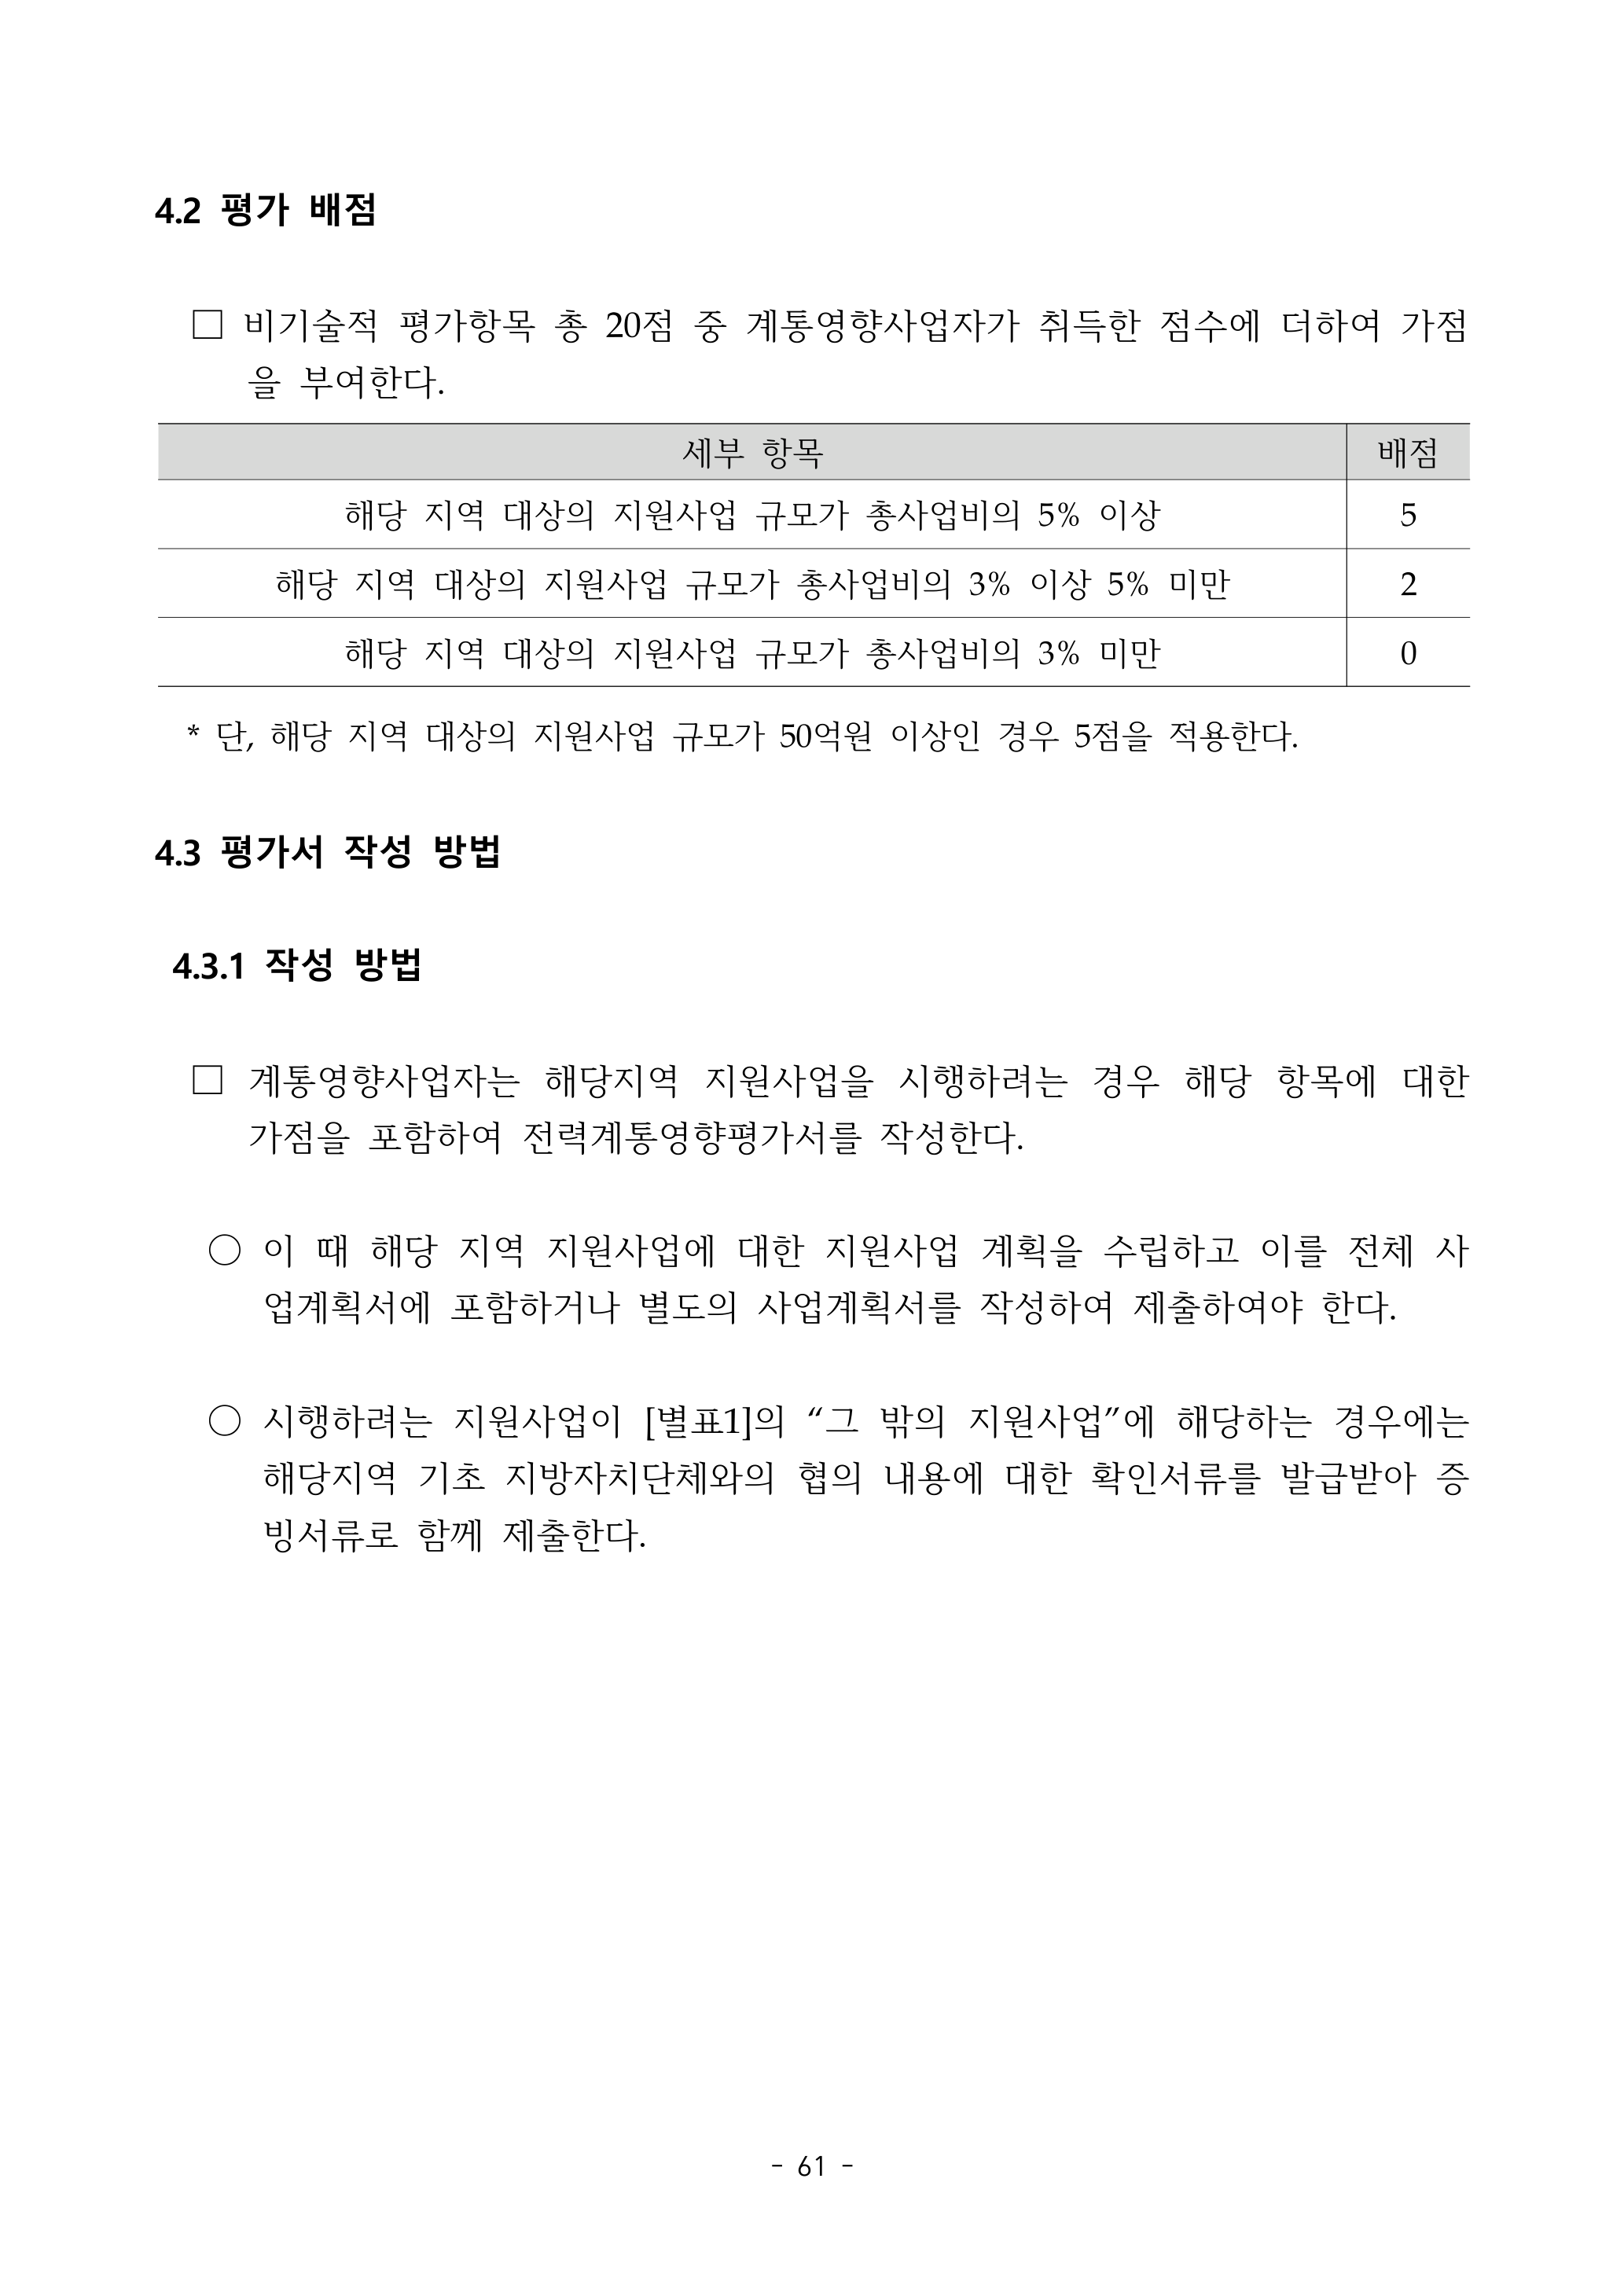 4.2 평가 배점
□ 비기술적 평가항목 총 20점 중 계통영향사업자가 취득한 점수에 더하여 가점
을 부여한다.
세부 항목 배점
해당 지역 대상의 지원사업 규모가 총사업비의 5% 이상 5
해당 지역 대상의 지원사업 규모가 총사업비의 3% 이상 5% 미만 2
해당 지역 대상의 지원사업 규모가 총사업비의 3% 미만 0
* 단, 해당 지역 대상의 지원사업 규모가 50억원 이상인 경우 5점을 적용한다.
4.3 평가서 작성 방법
4.3.1 작성 방법
□ 계통영향사업자는 해당지역 지원사업을 시행하려는 경우 해당 항목에 대한
가점을 포함하여 전력계통영향평가서를 작성한다.
○ 이 때 해당 지역 지원사업에 대한 지원사업 계획을 수립하고 이를 전체 사
업계획서에 포함하거나 별도의 사업계획서를 작성하여 제출하여야 한다.
○ 시행하려는 지원사업이 [별표1]의 “그 밖의 지원사업”에 해당하는 경우에는
해당지역 기초 지방자치단체와의 협의 내용에 대한 확인서류를 발급받아 증
빙서류로 함께 제출한다.
- 61 -